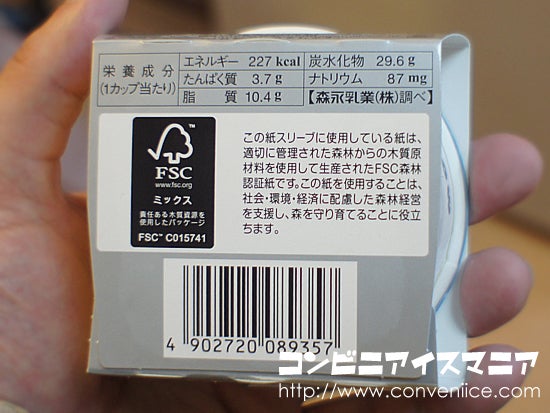 栄養成分
(1カップ当たり)
エネルギー 227 kcal 炭水化物 29.6 g
たんぱく質 3.7 g ナトリウム 87 mg
脂質 10.4 g 【森永乳業(株)調べ】
FSC
www.fsc.org
ミックス
責任ある木質資源を
使用したパッケージ
FSC™ C015741
この紙スリーブに使用している紙は、
適切に管理された森林からの木質原
材料を使用して生産されたFSC森林
認証紙です。この紙を使用することは、
社会・環境・経済に配慮した森林経営
を支援し、森を守り育てることに役立
ちます。
4 902720 089357
コンビニアイスマニア
http://www.conveniice.com/